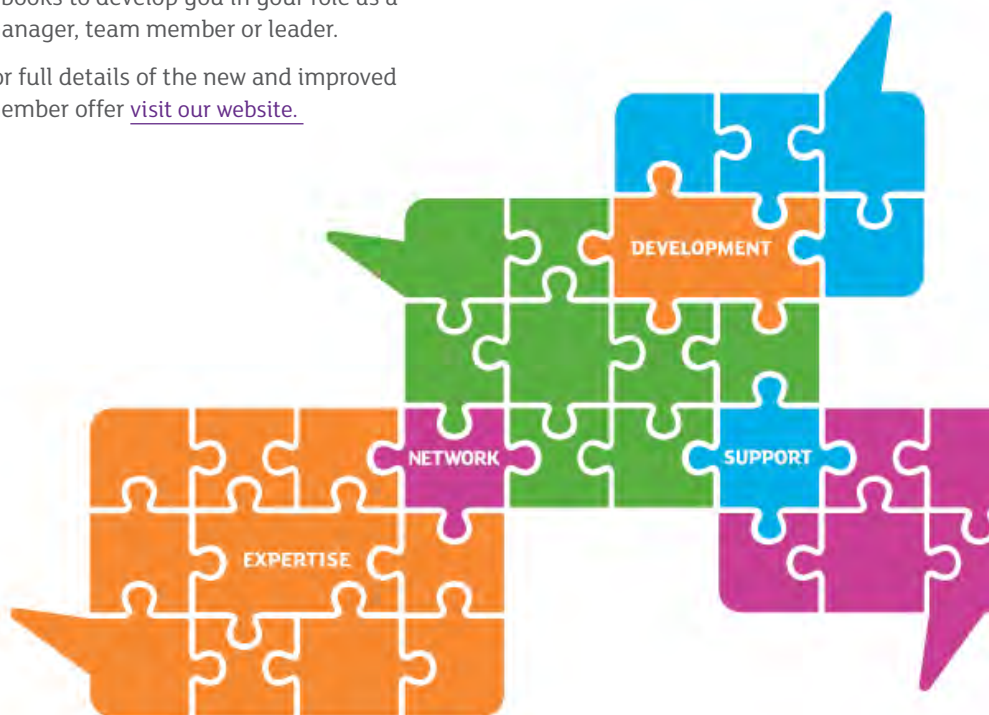 books to develop you in your role as a
anager, team member or leader.
or full details of the new and improved
ember offer visit our website.
DEVELOPMENT
NETWORK
SUPPORT
EXPERTISE